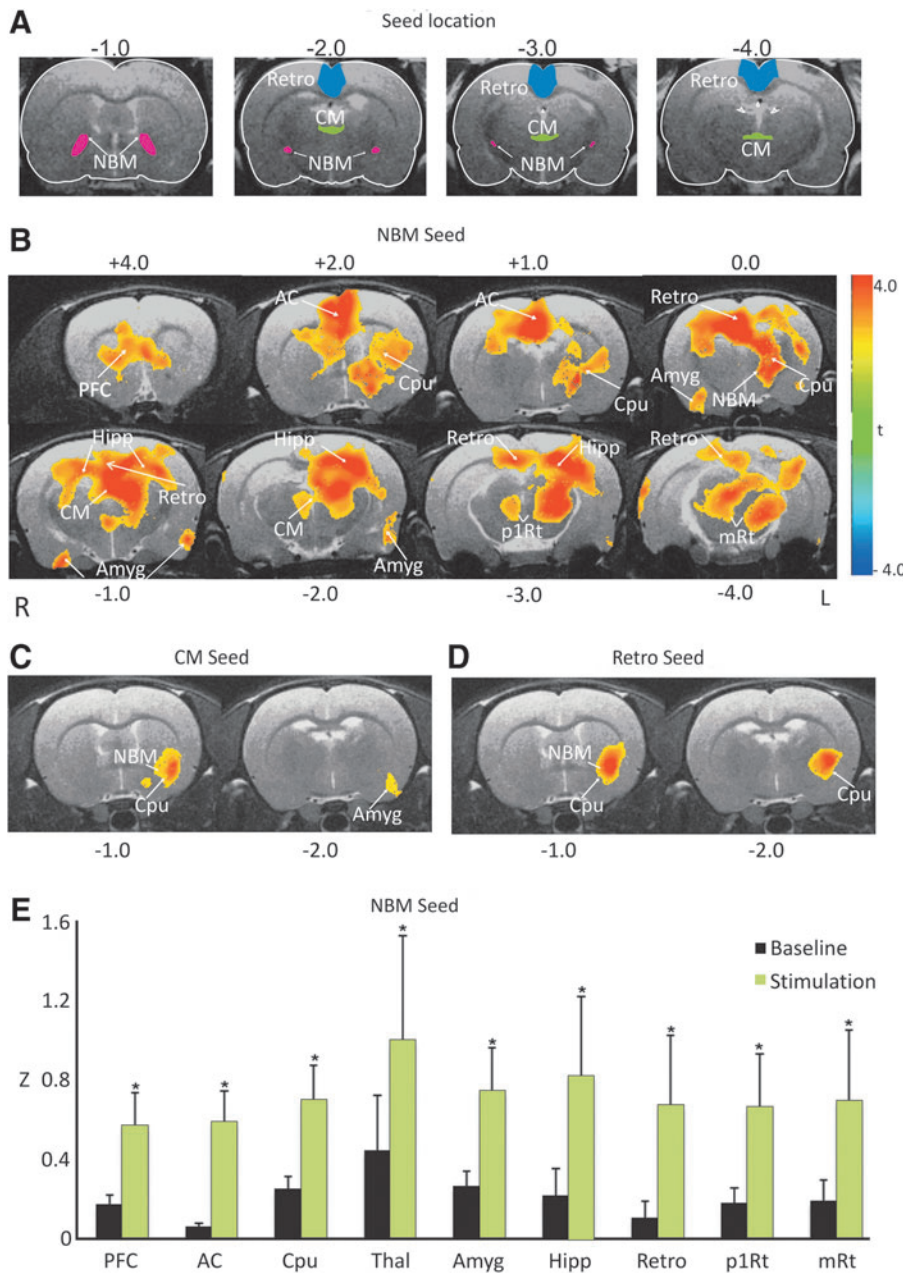 A
Seed location
-1.0 -2.0 -3.0 -4.0
Retro Retro Retro
CM CM
NBM NBM NBM CM
B
NBM Seed
+4.0 +2.0 +1.0 0.0
AC AC Retro 4.0
PFC Cpu Cpu Amyg NBM Cpu
t
Hipp Hipp Retro Hipp Retro
Retro
CM CM p1Rt mRt
Amyg Amyg - 4.0
R -1.0 -2.0 -3.0 -4.0 L
C
CM Seed
NBM
Cpu Amyg
-1.0 -2.0
D
Retro Seed
NBM
Cpu Cpu
-1.0 -2.0
E
NBM Seed
1.6
1.2
Z 0.8
0.4
0
Baseline
Stimulation
* * * * * * * * *
PFC AC Cpu Thal Amyg Hipp Retro p1Rt mRt